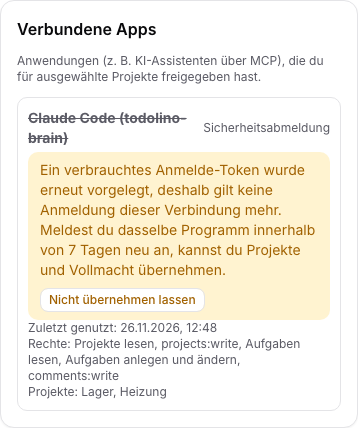 Verbundene Apps
Anwendungen (z. B. KI-Assistenten über MCP), die du
für ausgewählte Projekte freigegeben hast.
Claude Code (todolino-
brain)
Sicherheitsabmeldung
Ein verbrauchtes Anmelde-Token wurde
erneut vorgelegt, deshalb gilt keine
Anmeldung dieser Verbindung mehr.
Meldest du dasselbe Programm innerhalb
von 7 Tagen neu an, kannst du Projekte
und Vollmacht übernehmen.
Nicht übernehmen lassen
Zuletzt genutzt: 26.11.2026, 12:48
Rechte: Projekte lesen, projects:write, Aufgaben
lesen, Aufgaben anlegen und ändern,
comments:write
Projekte: Lager, Heizung